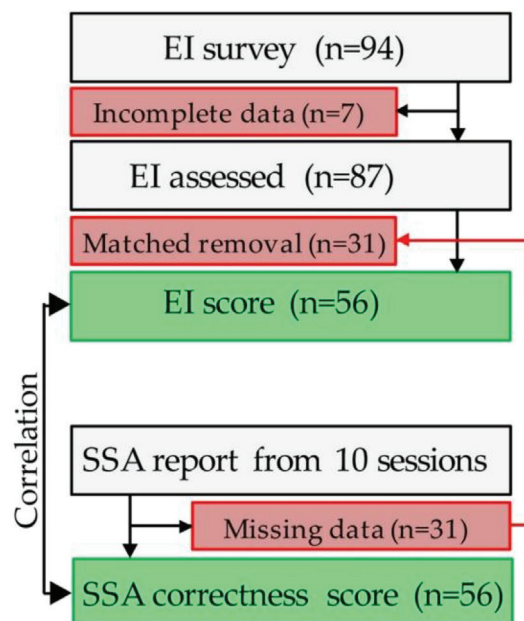 EI survey (n=94)
Incomplete data (n=7)
EI assessed (n=87)
Matched removal (n=31)
EI score (n=56)
Correlation
SSA report from 10 sessions
Missing data (n=31)
SSA correctness score (n=56)